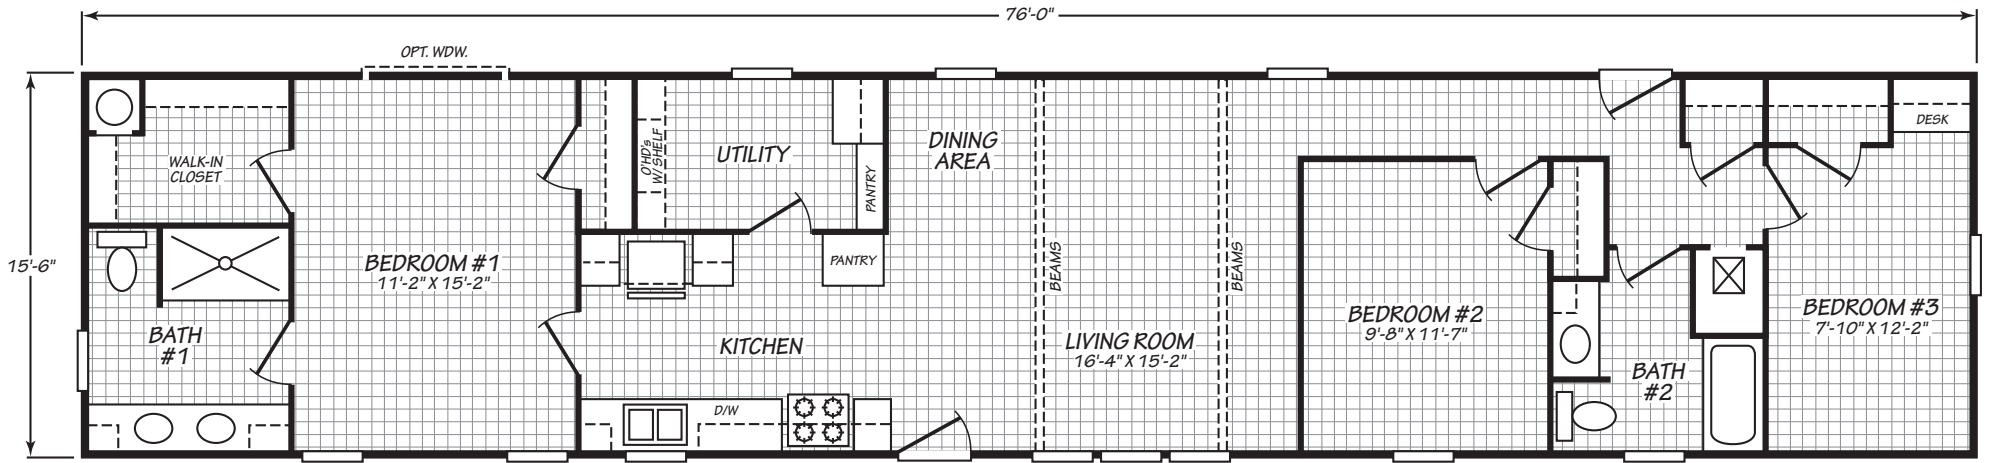 76'-0"
OPT. WDW.
15'-6"
WALK-IN
CLOSET
BATH
#1
BEDROOM #1
11'-2" X 15'-2"
O'HD's
W/ SHELF
UTILITY
PANTRY
PANTRY
KITCHEN
D/W
DINING
AREA
BEAMS
LIVING ROOM
16'-4" X 15'-2"
BEAMS
BEDROOM #2
9'-8" X 11'-7"
BATH
#2
DESK
BEDROOM #3
7'-10" X 12'-2"